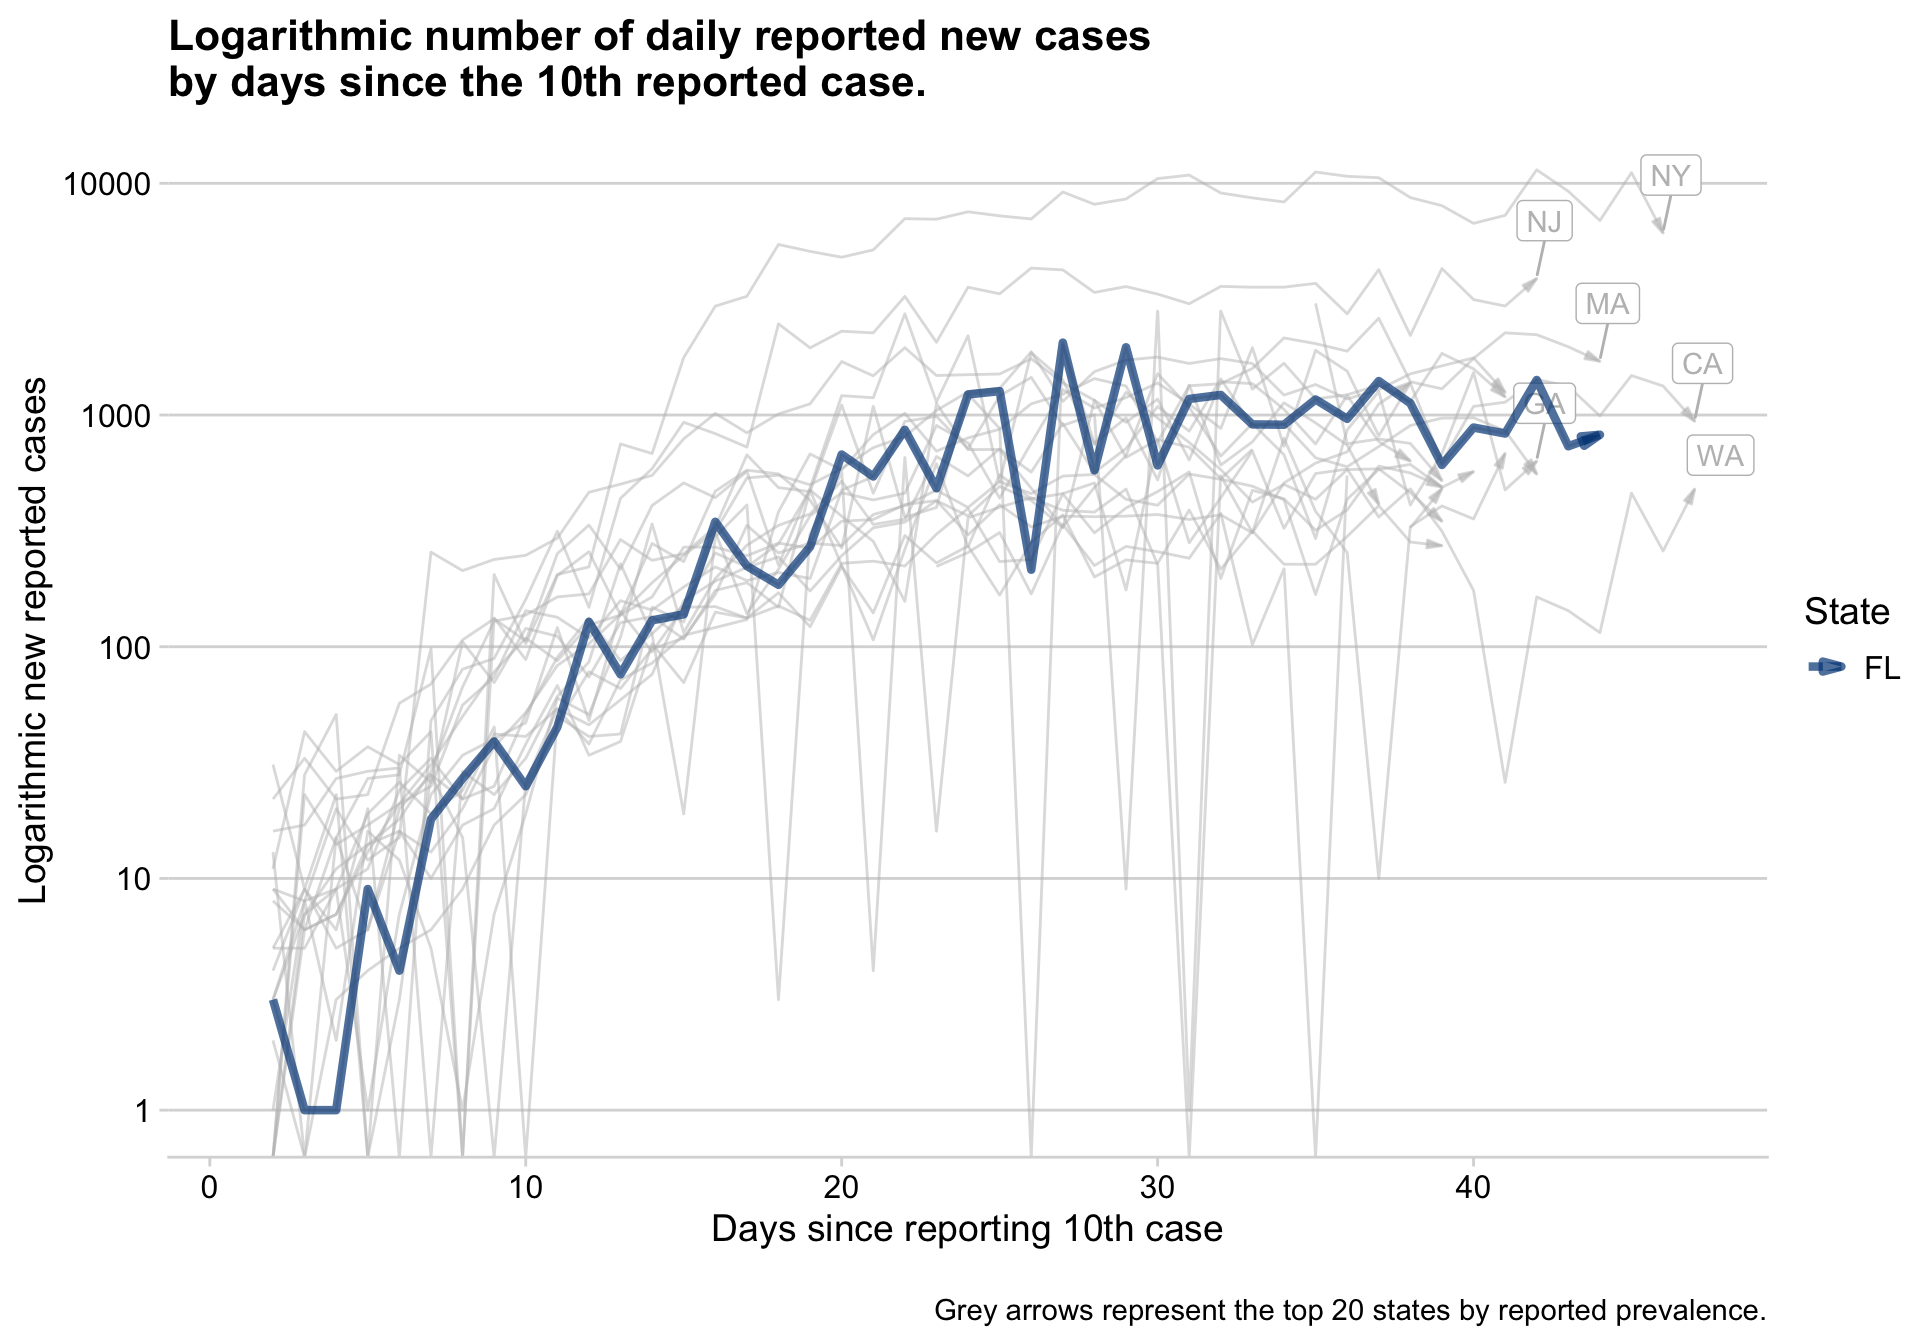 Logarithmic number of daily reported new cases
by days since the 10th reported case.
Logarithmic new reported cases
10000
1000
100
10
1
NY
NJ
MA
CA
GA
WA
State
FL
0
10
20
30
40
Days since reporting 10th case
Grey arrows represent the top 20 states by reported prevalence.